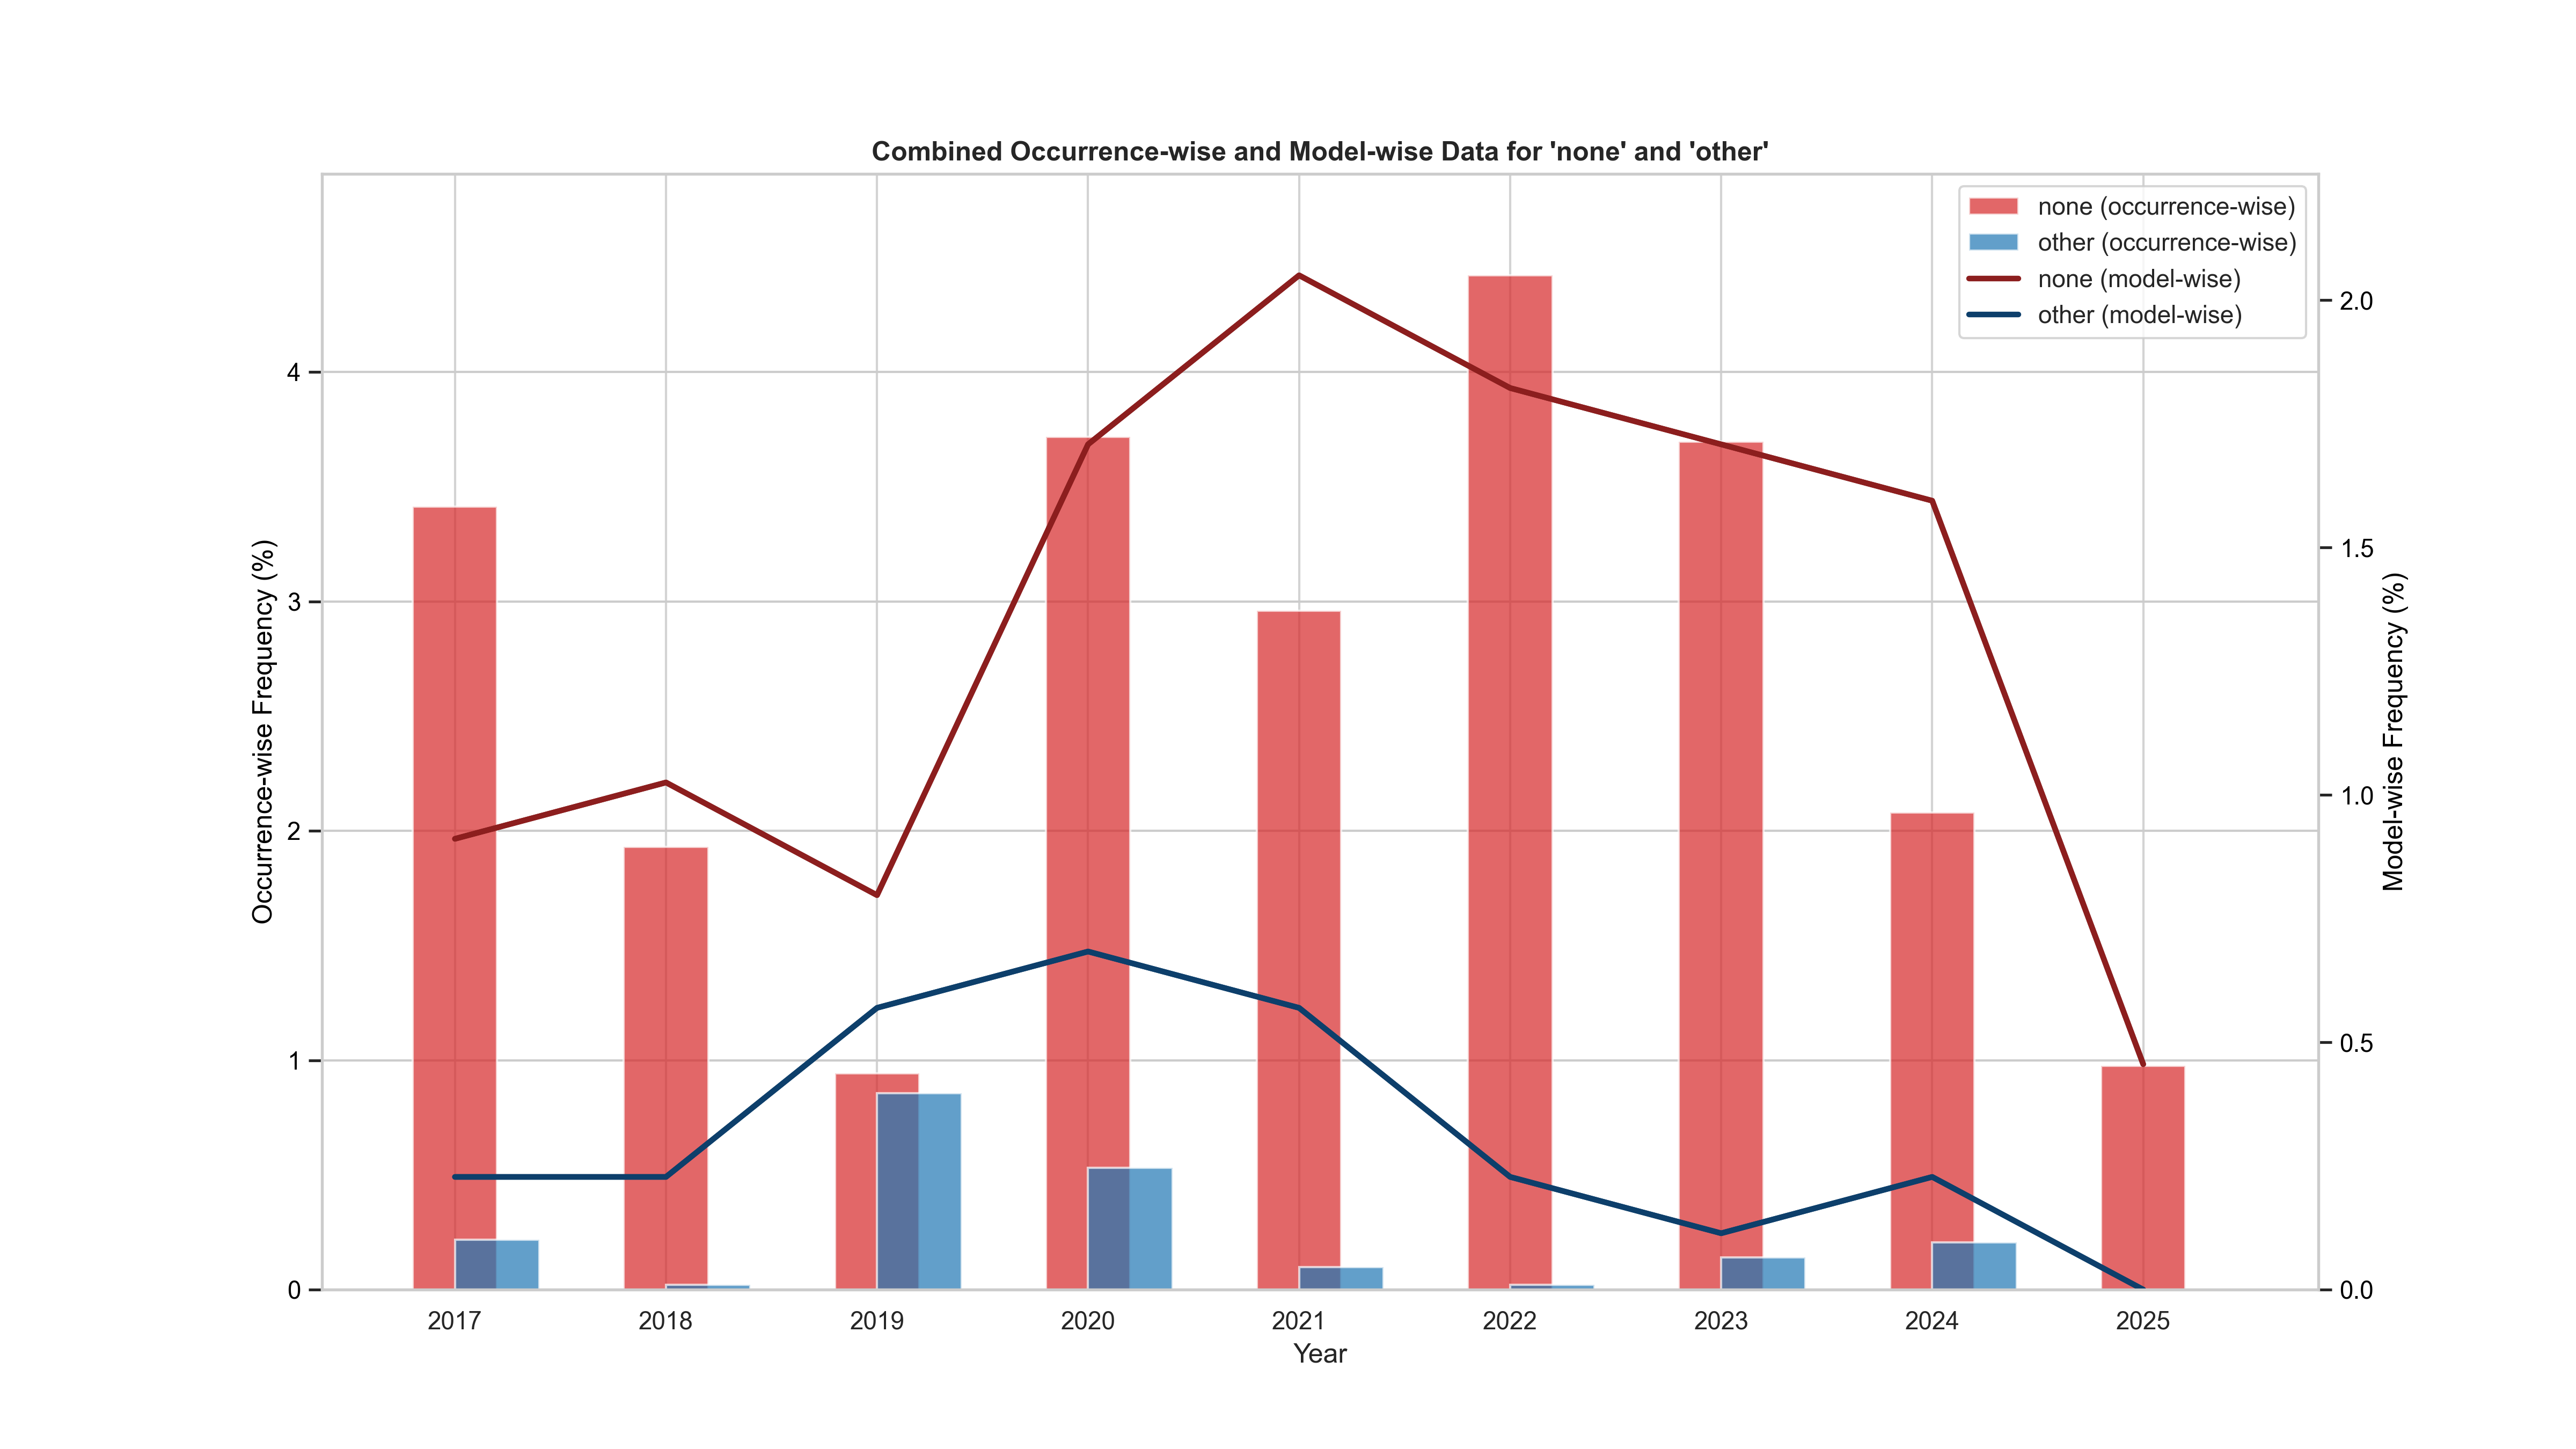 Combined Occurrence-wise and Model-wise Data for 'none' and 'other'
none (occurrence-wise)
other (occurrence-wise)
none (model-wise)
other (model-wise)
Occurrence-wise Frequency (%)
4
3
2
1
0
Model-wise Frequency (%)
2.0
1.5
1.0
0.5
0.0
2017 2018 2019 2020 2021 2022 2023 2024 2025
Year